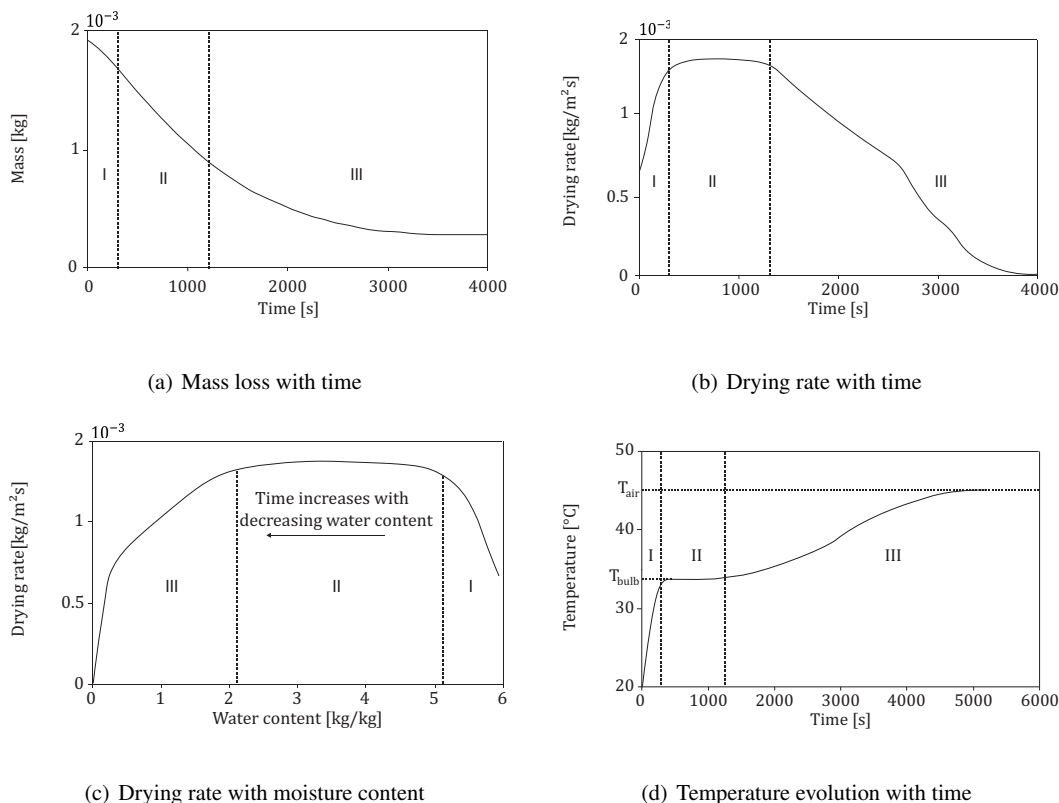 10⁻³
2
1
0
Mass [kg]
I
II
III
0 1000 2000 3000 4000
Time [s]
(a) Mass loss with time
10⁻³
2
1
0.5
0
Drying rate[kg/m²s]
I
II
III
0 1000 2000 3000 4000
Time [s]
(b) Drying rate with time
10⁻³
2
1
0.5
0
Drying rate[kg/m²s]
Time increases with
decreasing water content
III
II
I
0 1 2 3 4 5 6
Water content [kg/kg]
(c) Drying rate with moisture content
50
T_air
40
T_bulb
30
20
Temperature [°C]
I
II
III
0 1000 2000 3000 4000 5000 6000
Time [s]
(d) Temperature evolution with time